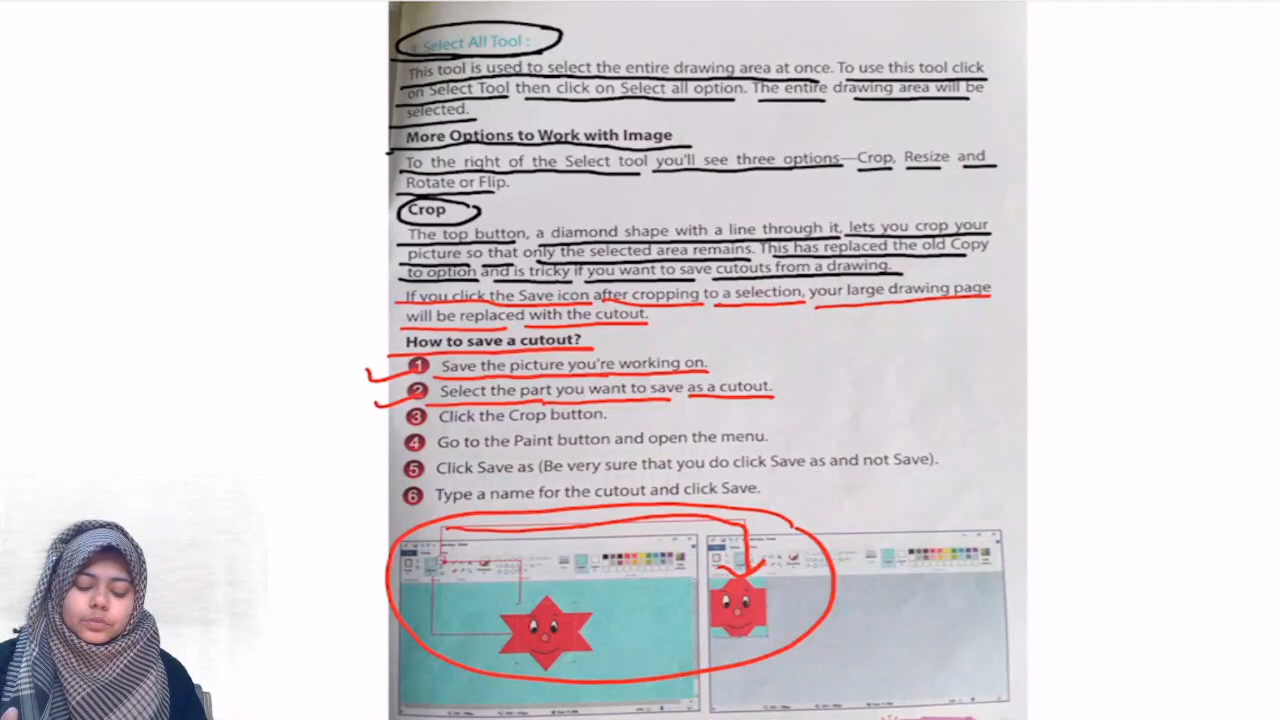 Select All Tool :
This tool is used to select the entire drawing area at once. To use this tool click
on Select Tool then click on Select all option. The entire drawing area will be
selected.
More Options to Work with Image
To the right of the Select tool you'll see three options—Crop, Resize and
Rotate or Flip.
Crop
The top button, a diamond shape with a line through it, lets you crop your
picture so that only the selected area remains. This has replaced the old Copy
to option and is tricky if you want to save cutouts from a drawing.
If you click the Save icon after cropping to a selection, your large drawing page
will be replaced with the cutout.
How to save a cutout?
1 Save the picture you're working on.
2 Select the part you want to save as a cutout.
3 Click the Crop button.
4 Go to the Paint button and open the menu.
5 Click Save as (Be very sure that you do click Save as and not Save).
6 Type a name for the cutout and click Save.